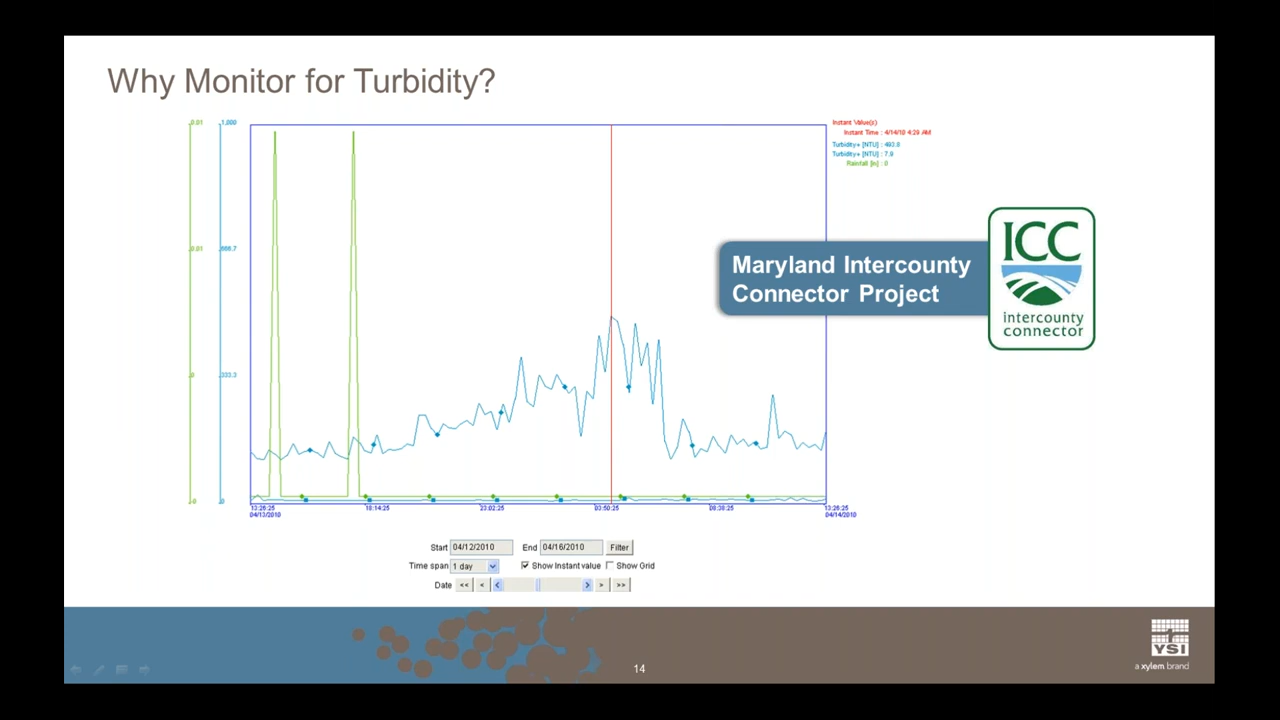 Why Monitor for Turbidity?
0.01
1,000
0.01
666.7
0
333.3
0
0
Instant Value(s)
Instant Time : 4/14/10 4:29 AM
Turbidity+ [NTU] : 493.8
Turbidity+ [NTU] : 7.9
Rainfall [in] : 0
Maryland Intercounty
Connector Project
ICC
intercounty
connector
13:26:25
04/13/2010
18:14:25
23:02:25
03:50:25
08:38:25
13:26:25
04/14/2010
Start 04/12/2010 End 04/16/2010 Filter
Time span 1 day Show Instant value Show Grid
Date << < < > > >>
14
YSI
a xylem brand